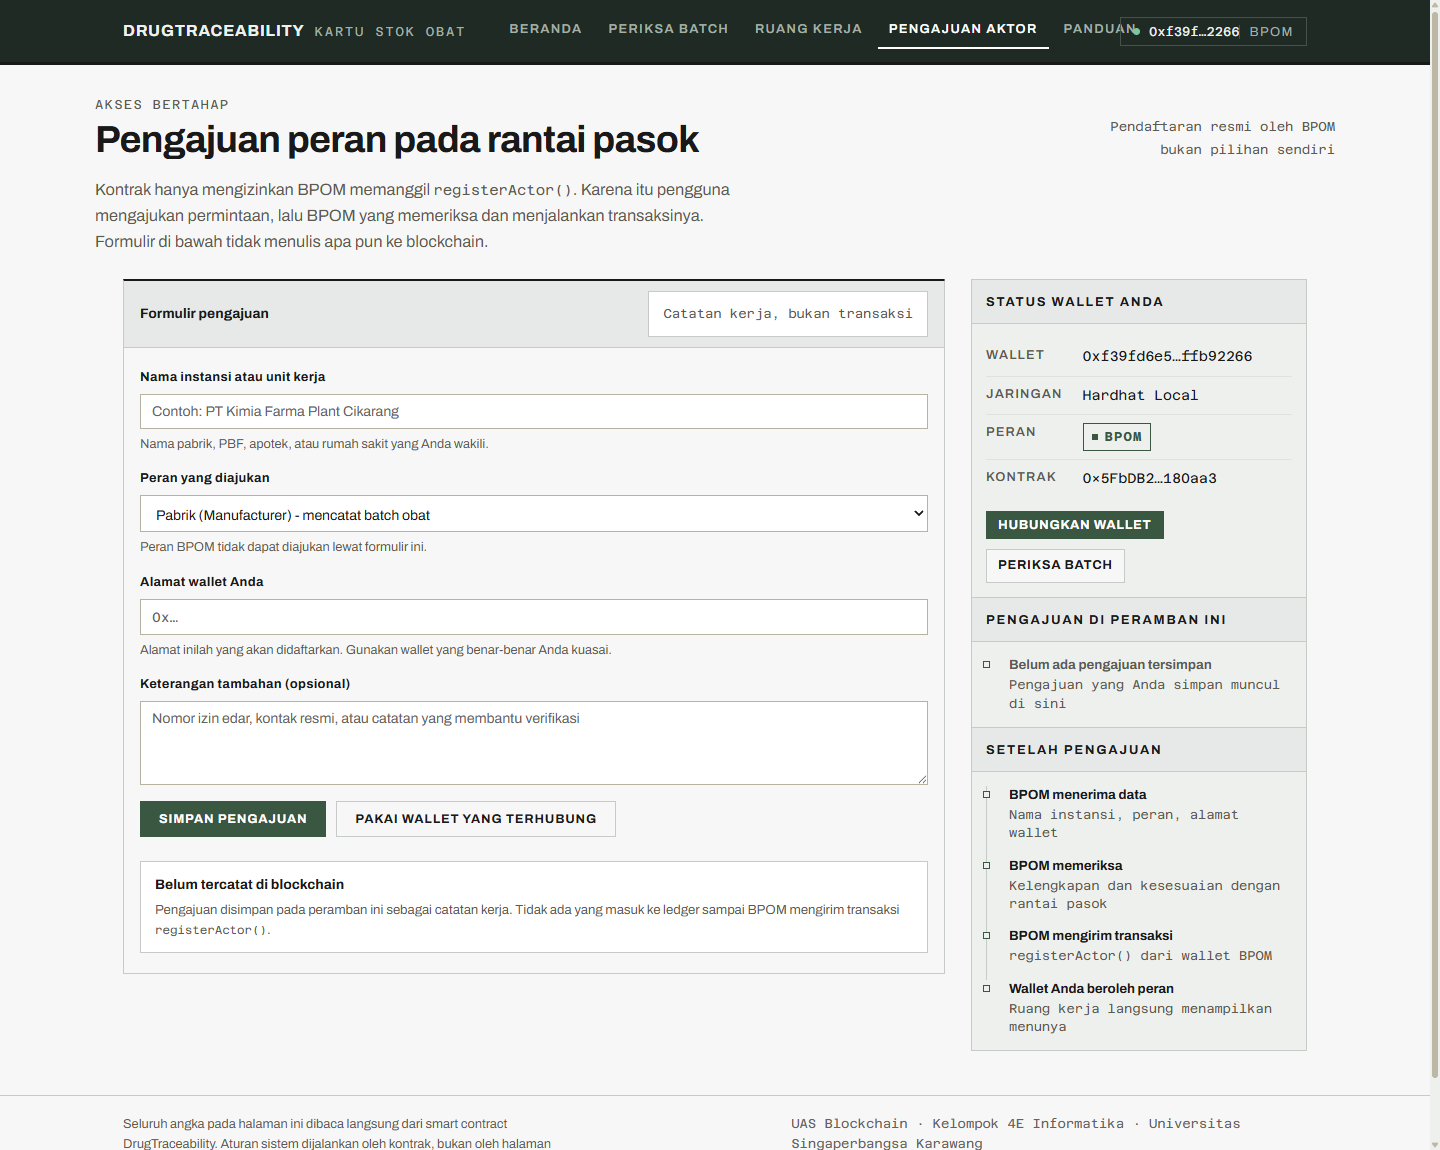 DRUGTRACEABILITY KARTU STOK OBAT
BERANDA
PERIKSA BATCH
RUANG KERJA
PENGAJUAN AKTOR
PANDUAN
0xf39f…2266 BPOM
AKSES BERTAHAP
Pengajuan peran pada rantai pasok
Pendaftaran resmi oleh BPOM
bukan pilihan sendiri
Kontrak hanya mengizinkan BPOM memanggil registerActor(). Karena itu pengguna
mengajukan permintaan, lalu BPOM yang memeriksa dan menjalankan transaksinya.
Formulir di bawah tidak menulis apa pun ke blockchain.
Formulir pengajuan
Catatan kerja, bukan transaksi
Nama instansi atau unit kerja
Contoh: PT Kimia Farma Plant Cikarang
Nama pabrik, PBF, apotek, atau rumah sakit yang Anda wakili.
Peran yang diajukan
Pabrik (Manufacturer) - mencatat batch obat
Peran BPOM tidak dapat diajukan lewat formulir ini.
Alamat wallet Anda
0x…
Alamat inilah yang akan didaftarkan. Gunakan wallet yang benar-benar Anda kuasai.
Keterangan tambahan (opsional)
Nomor izin edar, kontak resmi, atau catatan yang membantu verifikasi
SIMPAN PENGAJUAN
PAKAI WALLET YANG TERHUBUNG
Belum tercatat di blockchain
Pengajuan disimpan pada peramban ini sebagai catatan kerja. Tidak ada yang masuk ke ledger sampai BPOM mengirim transaksi
registerActor().
STATUS WALLET ANDA
WALLET 0xf39fd6e5…ffb92266
JARINGAN Hardhat Local
PERAN BPOM
KONTRAK 0×5FbDB2…180aa3
HUBUNGKAN WALLET
PERIKSA BATCH
PENGAJUAN DI PERAMBAN INI
Belum ada pengajuan tersimpan
Pengajuan yang Anda simpan muncul
di sini
SETELAH PENGAJUAN
BPOM menerima data
Nama instansi, peran, alamat
wallet
BPOM memeriksa
Kelengkapan dan kesesuaian dengan
rantai pasok
BPOM mengirim transaksi
registerActor() dari wallet BPOM
Wallet Anda beroleh peran
Ruang kerja langsung menampilkan
menunya
Seluruh angka pada halaman ini dibaca langsung dari smart contract
DrugTraceability. Aturan sistem dijalankan oleh kontrak, bukan oleh halaman
UAS Blockchain · Kelompok 4E Informatika · Universitas
Singaperbangsa Karawang